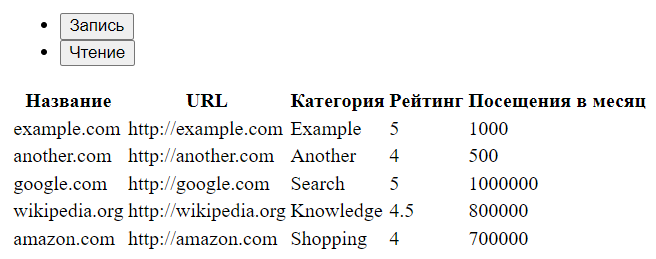 Запись
Чтение
Название URL Категория Рейтинг Посещения в месяц
example.com http://example.com Example 5 1000
another.com http://another.com Another 4 500
google.com http://google.com Search 5 1000000
wikipedia.org http://wikipedia.org Knowledge 4.5 800000
amazon.com http://amazon.com Shopping 4 700000